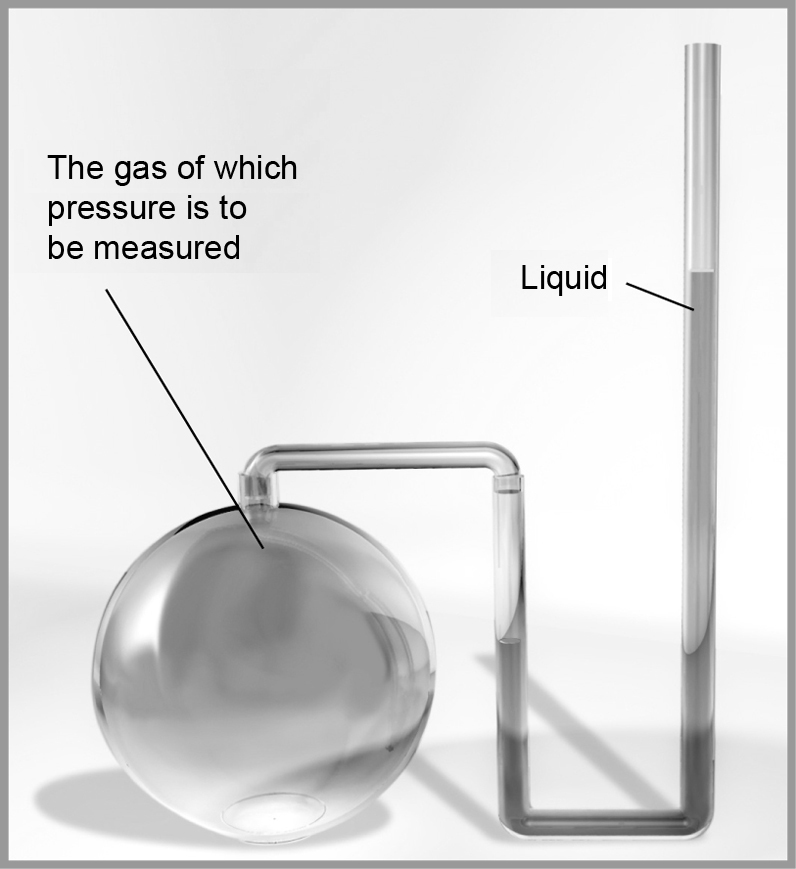 The gas of which
pressure is to
be measured
Liquid